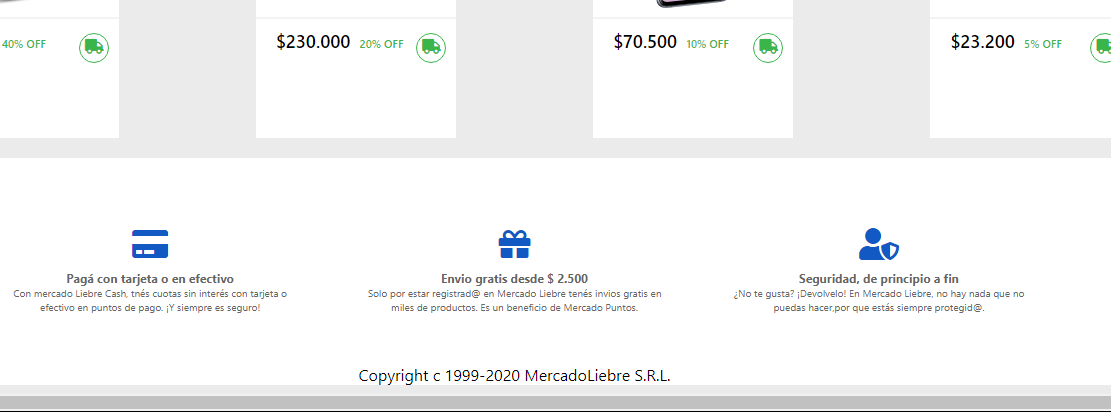 40% OFF
$230.000 20% OFF
$70.500 10% OFF
$23.200 5% OFF
Pagá con tarjeta o en efectivo
Con mercado Liebre Cash, tnés cuotas sin interés con tarjeta o
efectivo en puntos de pago. ¡Y siempre es seguro!
Envio gratis desde $ 2.500
Solo por estar registrad@ en Mercado Liebre tenés invios gratis en
miles de productos. Es un beneficio de Mercado Puntos.
Seguridad, de principio a fin
¿No te gusta? ¡Devolvelo! En Mercado Liebre, no hay nada que no
puedas hacer,por que estás siempre protegid@.
Copyright c 1999-2020 MercadoLiebre S.R.L.